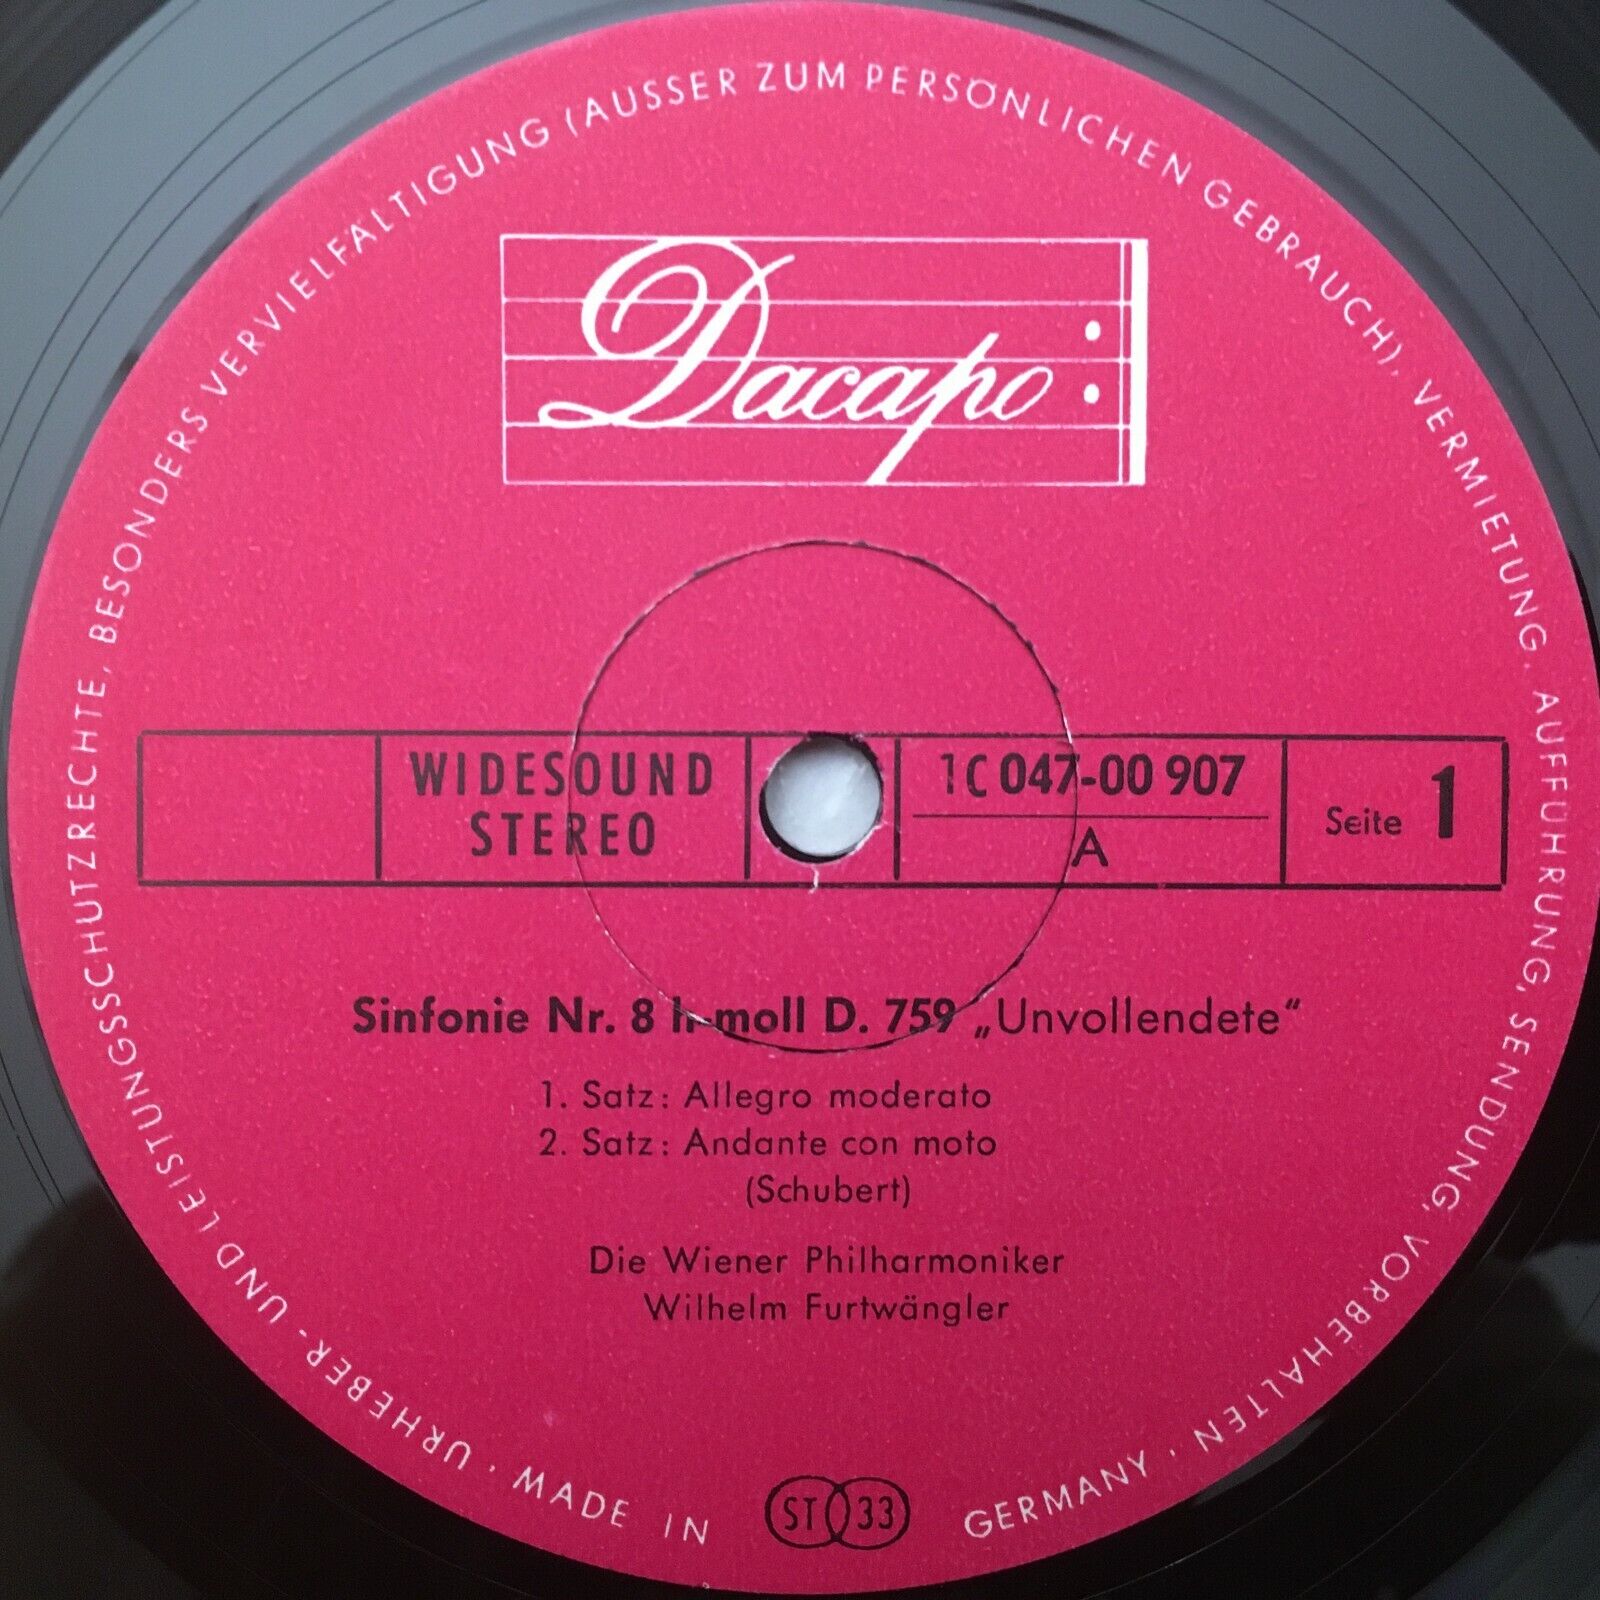 URHEBER- UND LEISTUNGSSCHUTZRECHTE, BESONDERS VERVIELFÄLTIGUNG (AUSSER ZUM PERSÖNLICHEN GEBRAUCH), VERMIETUNG, AUFFÜHRUNG, SENDUNG, VORBEHALTEN ·
Dacapo
WIDESOUND
STEREO
1C 047-00 907
A
Seite 1
Sinfonie Nr. 8 h-moll D. 759 „Unvollendete“
1. Satz: Allegro moderato
2. Satz: Andante con moto
(Schubert)
Die Wiener Philharmoniker
Wilhelm Furtwängler
MADE IN GERMANY
ST 33